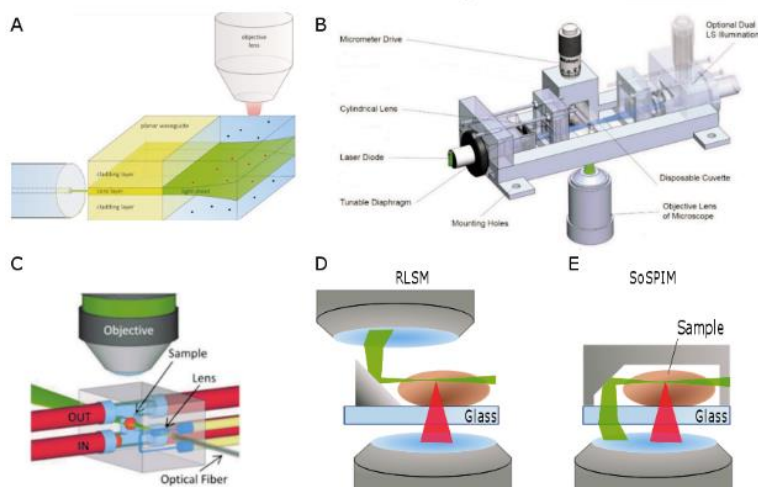 A
objective
lens
planar waveguide
cladding layer
core layer
cladding layer
light sheet
B
Micrometer Drive
Optional Dual
LS Illumination
Cylindrical Lens
Laser Diode
Tunable Diaphragm
Mounting Holes
Disposable Cuvette
Objective Lens
of Microscope
C
Objective
Sample
Lens
OUT
IN
Optical Fiber
D
RLSM
Glass
E
SoSPIM
Sample
Glass